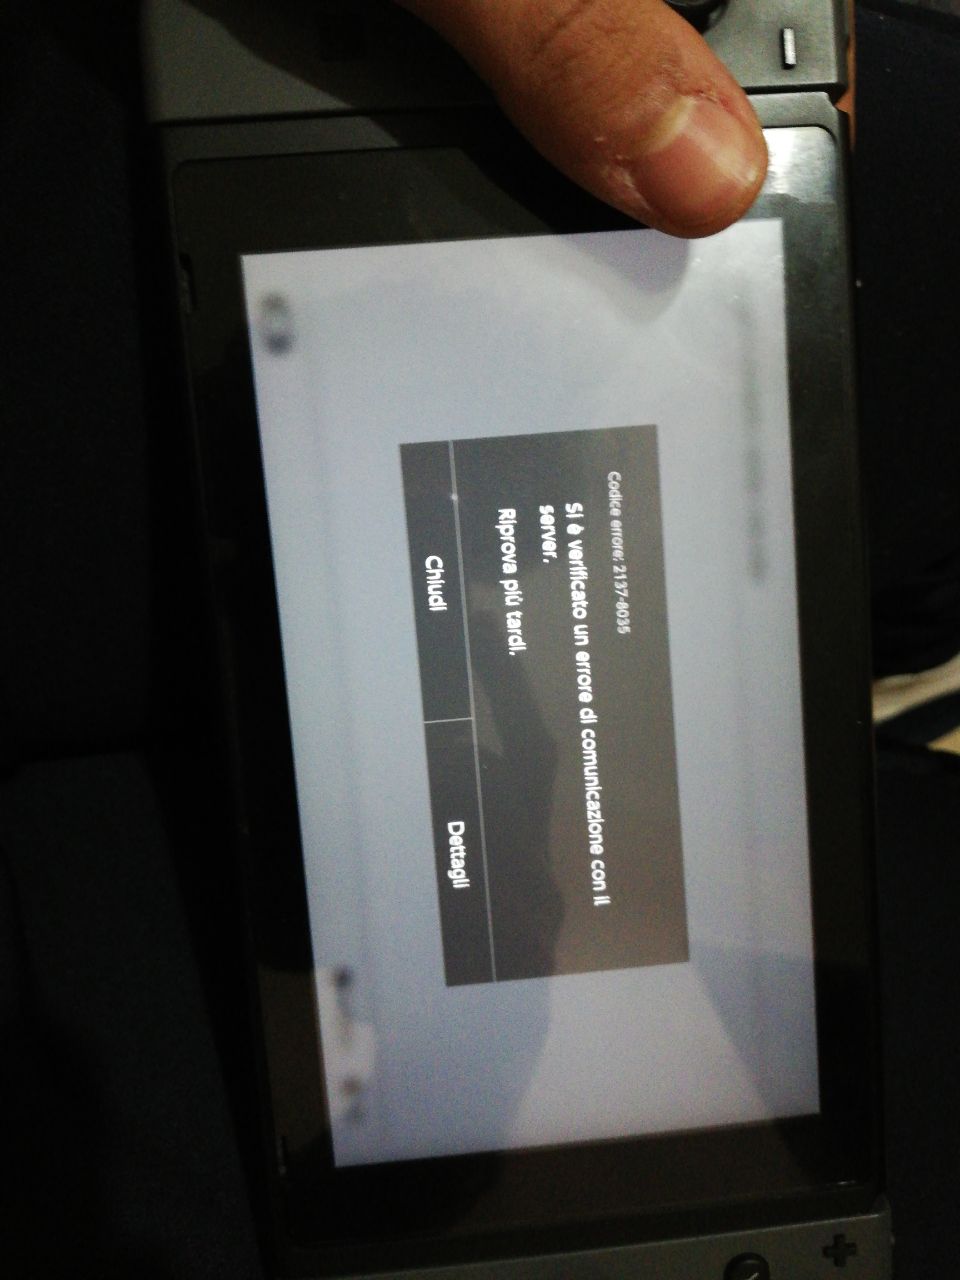 Codice errore: 2137-8035
Si è verificato un errore di comunicazione con il
server.
Riprova più tardi.
Chiudi
Dettagli